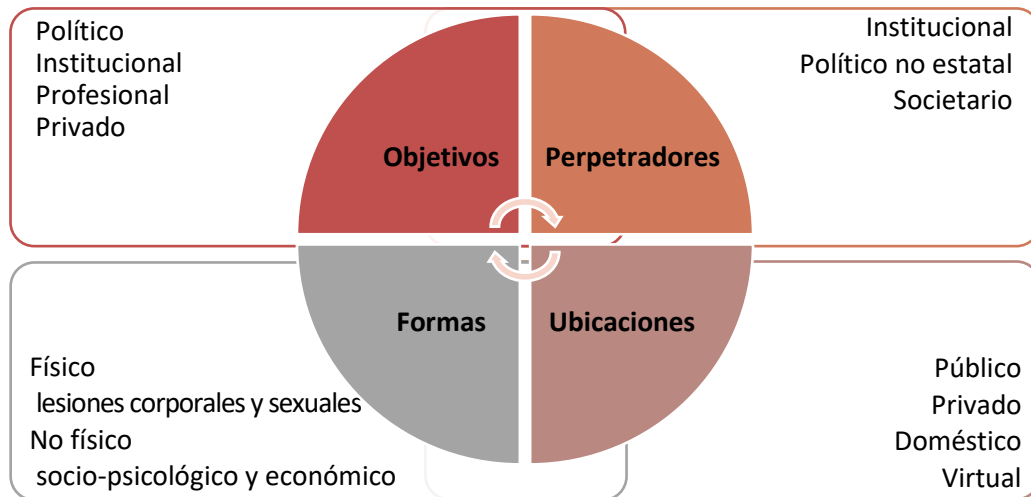 Político
Institucional
Profesional
Privado
Objetivos
Institucional
Político no estatal
Societario
Perpetradores
Formas
Físico
lesiones corporales y sexuales
No físico
socio-psicológico y económico
Ubicaciones
Público
Privado
Doméstico
Virtual